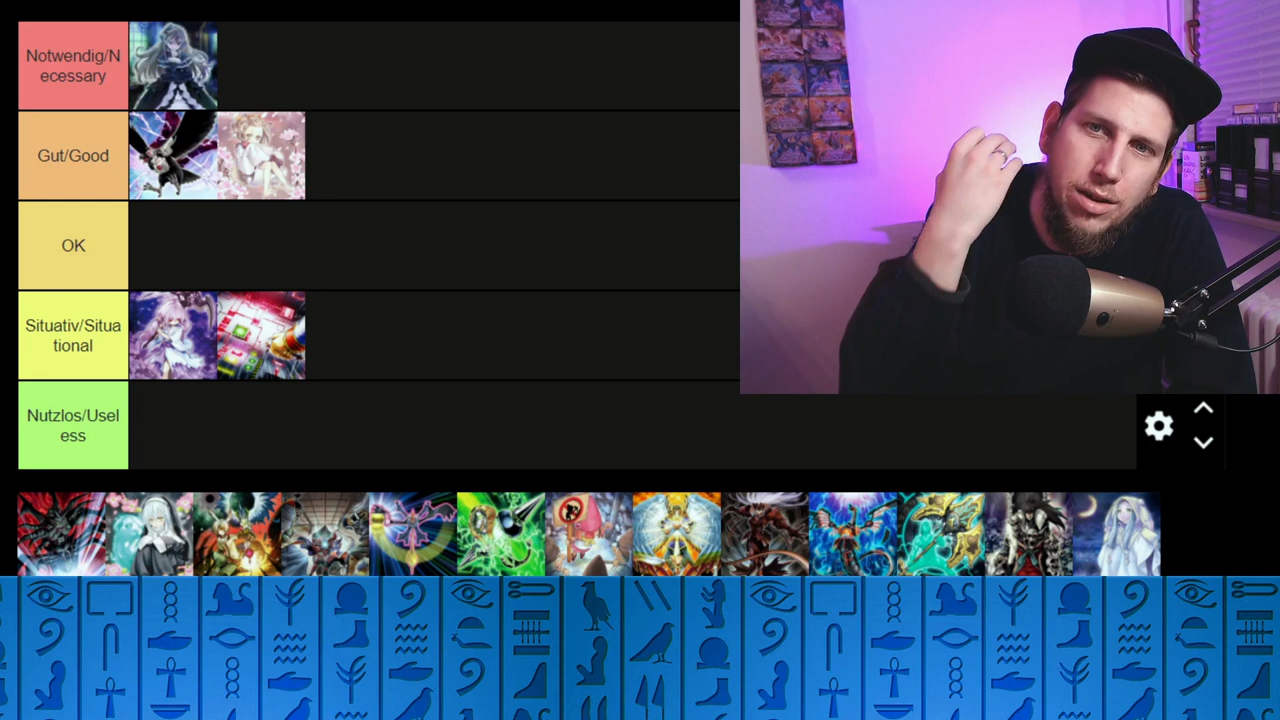 Notwendig/N
ecessary
Gut/Good
OK
Situativ/Situa
tional
Nutzlos/Usel
ess